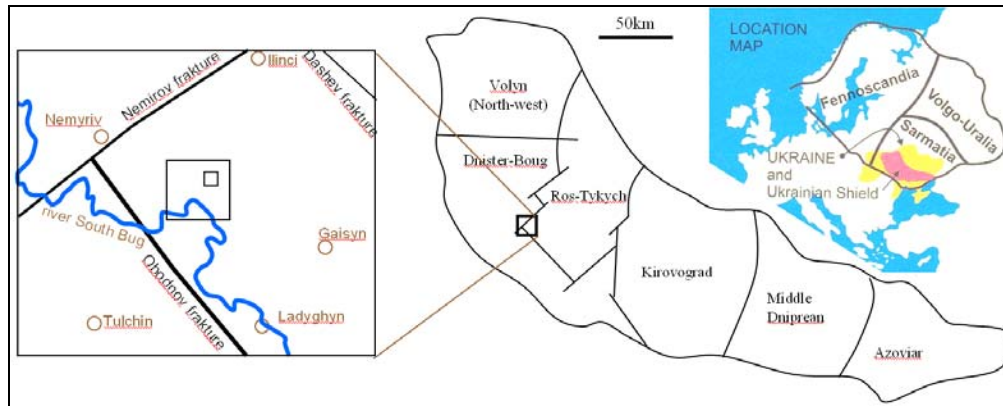 Ilinci
Nemirov frakture
Dashev frakture
Nemyriv
river South Bug
Gaisyn
Obodnoy frakture
Tulchin
Ladyghyn
50km
Volyn
(North-west)
Dnister-Boug
Ros-Tykych
Kirovograd
Middle
Dniprean
Azoviar
LOCATION
MAP
Fennoscandia
Volgo-Uralia
Sarmatia
UKRAINE
and
Ukrainian
Shield